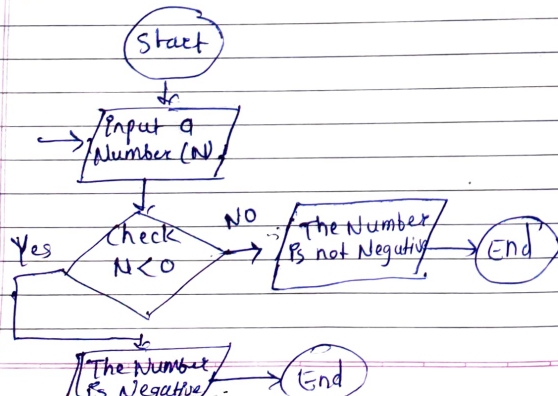 Start
Input a
Number (N)
Check
N<0
NO
The Number
is not Negative
End
Yes
The Number
is Negative
End